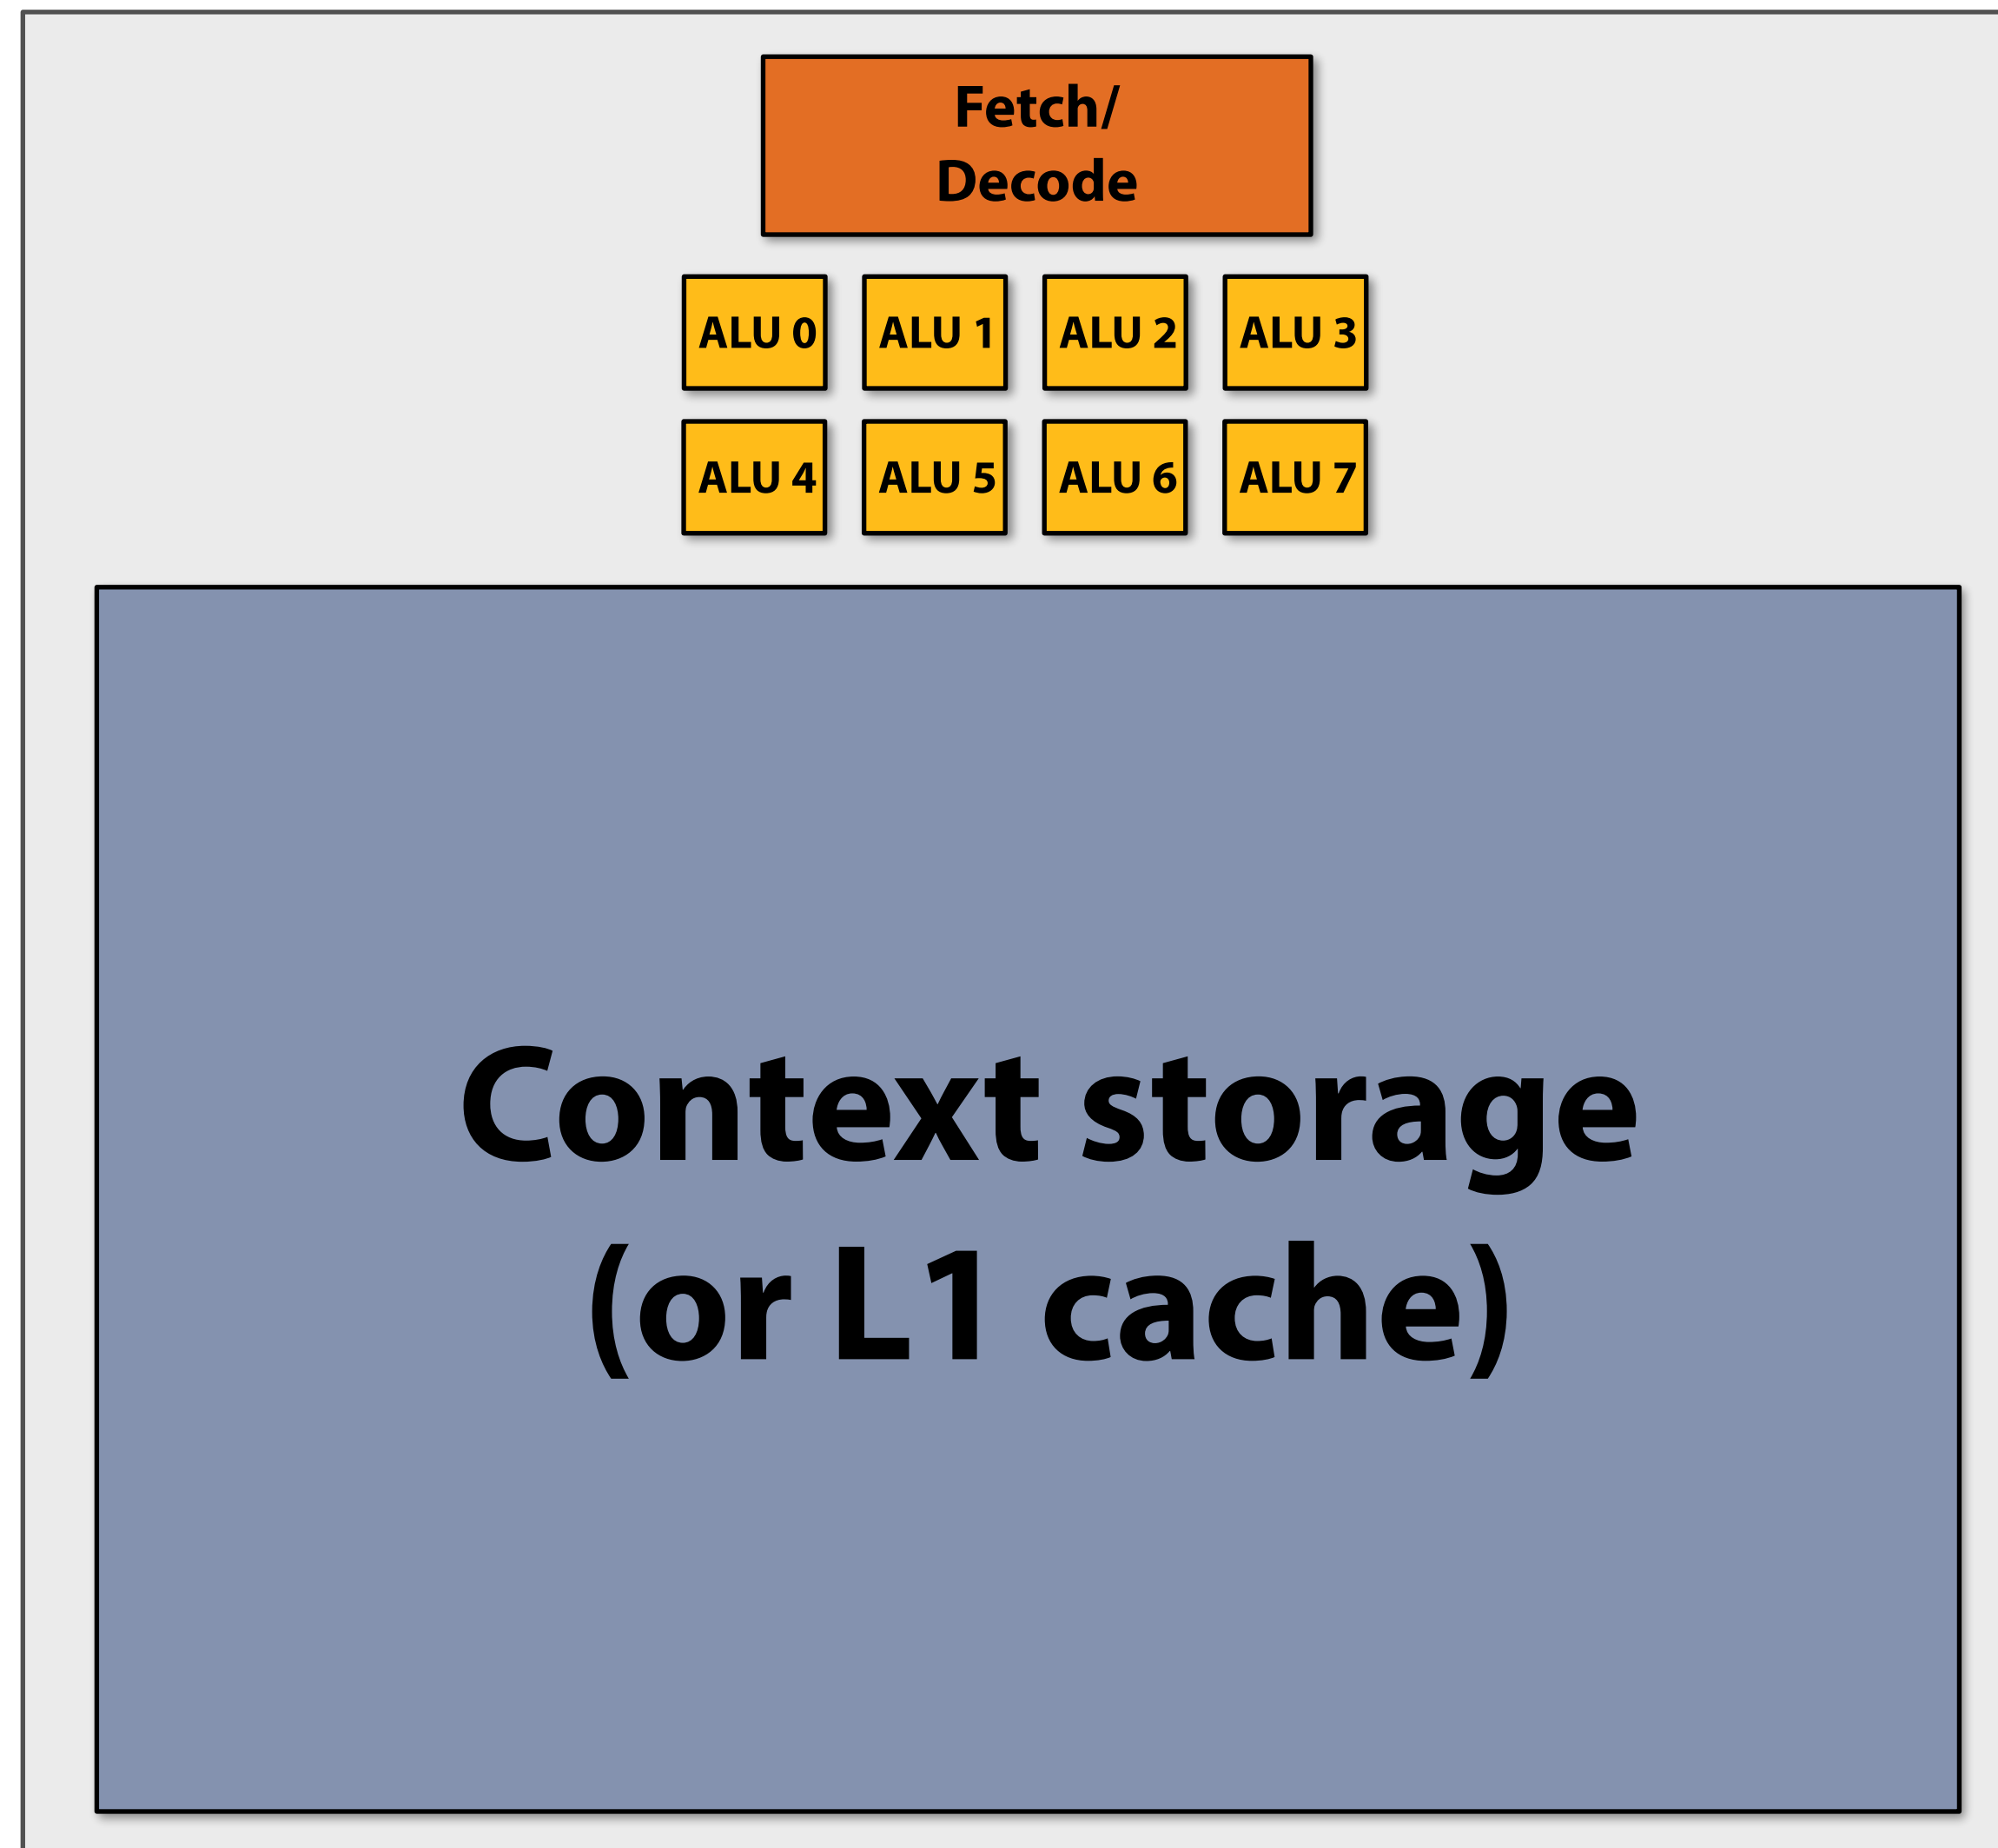 Fetch/
Decode
ALU 0 ALU 1 ALU 2 ALU 3
ALU 4 ALU 5 ALU 6 ALU 7
Context storage
(or L1 cache)